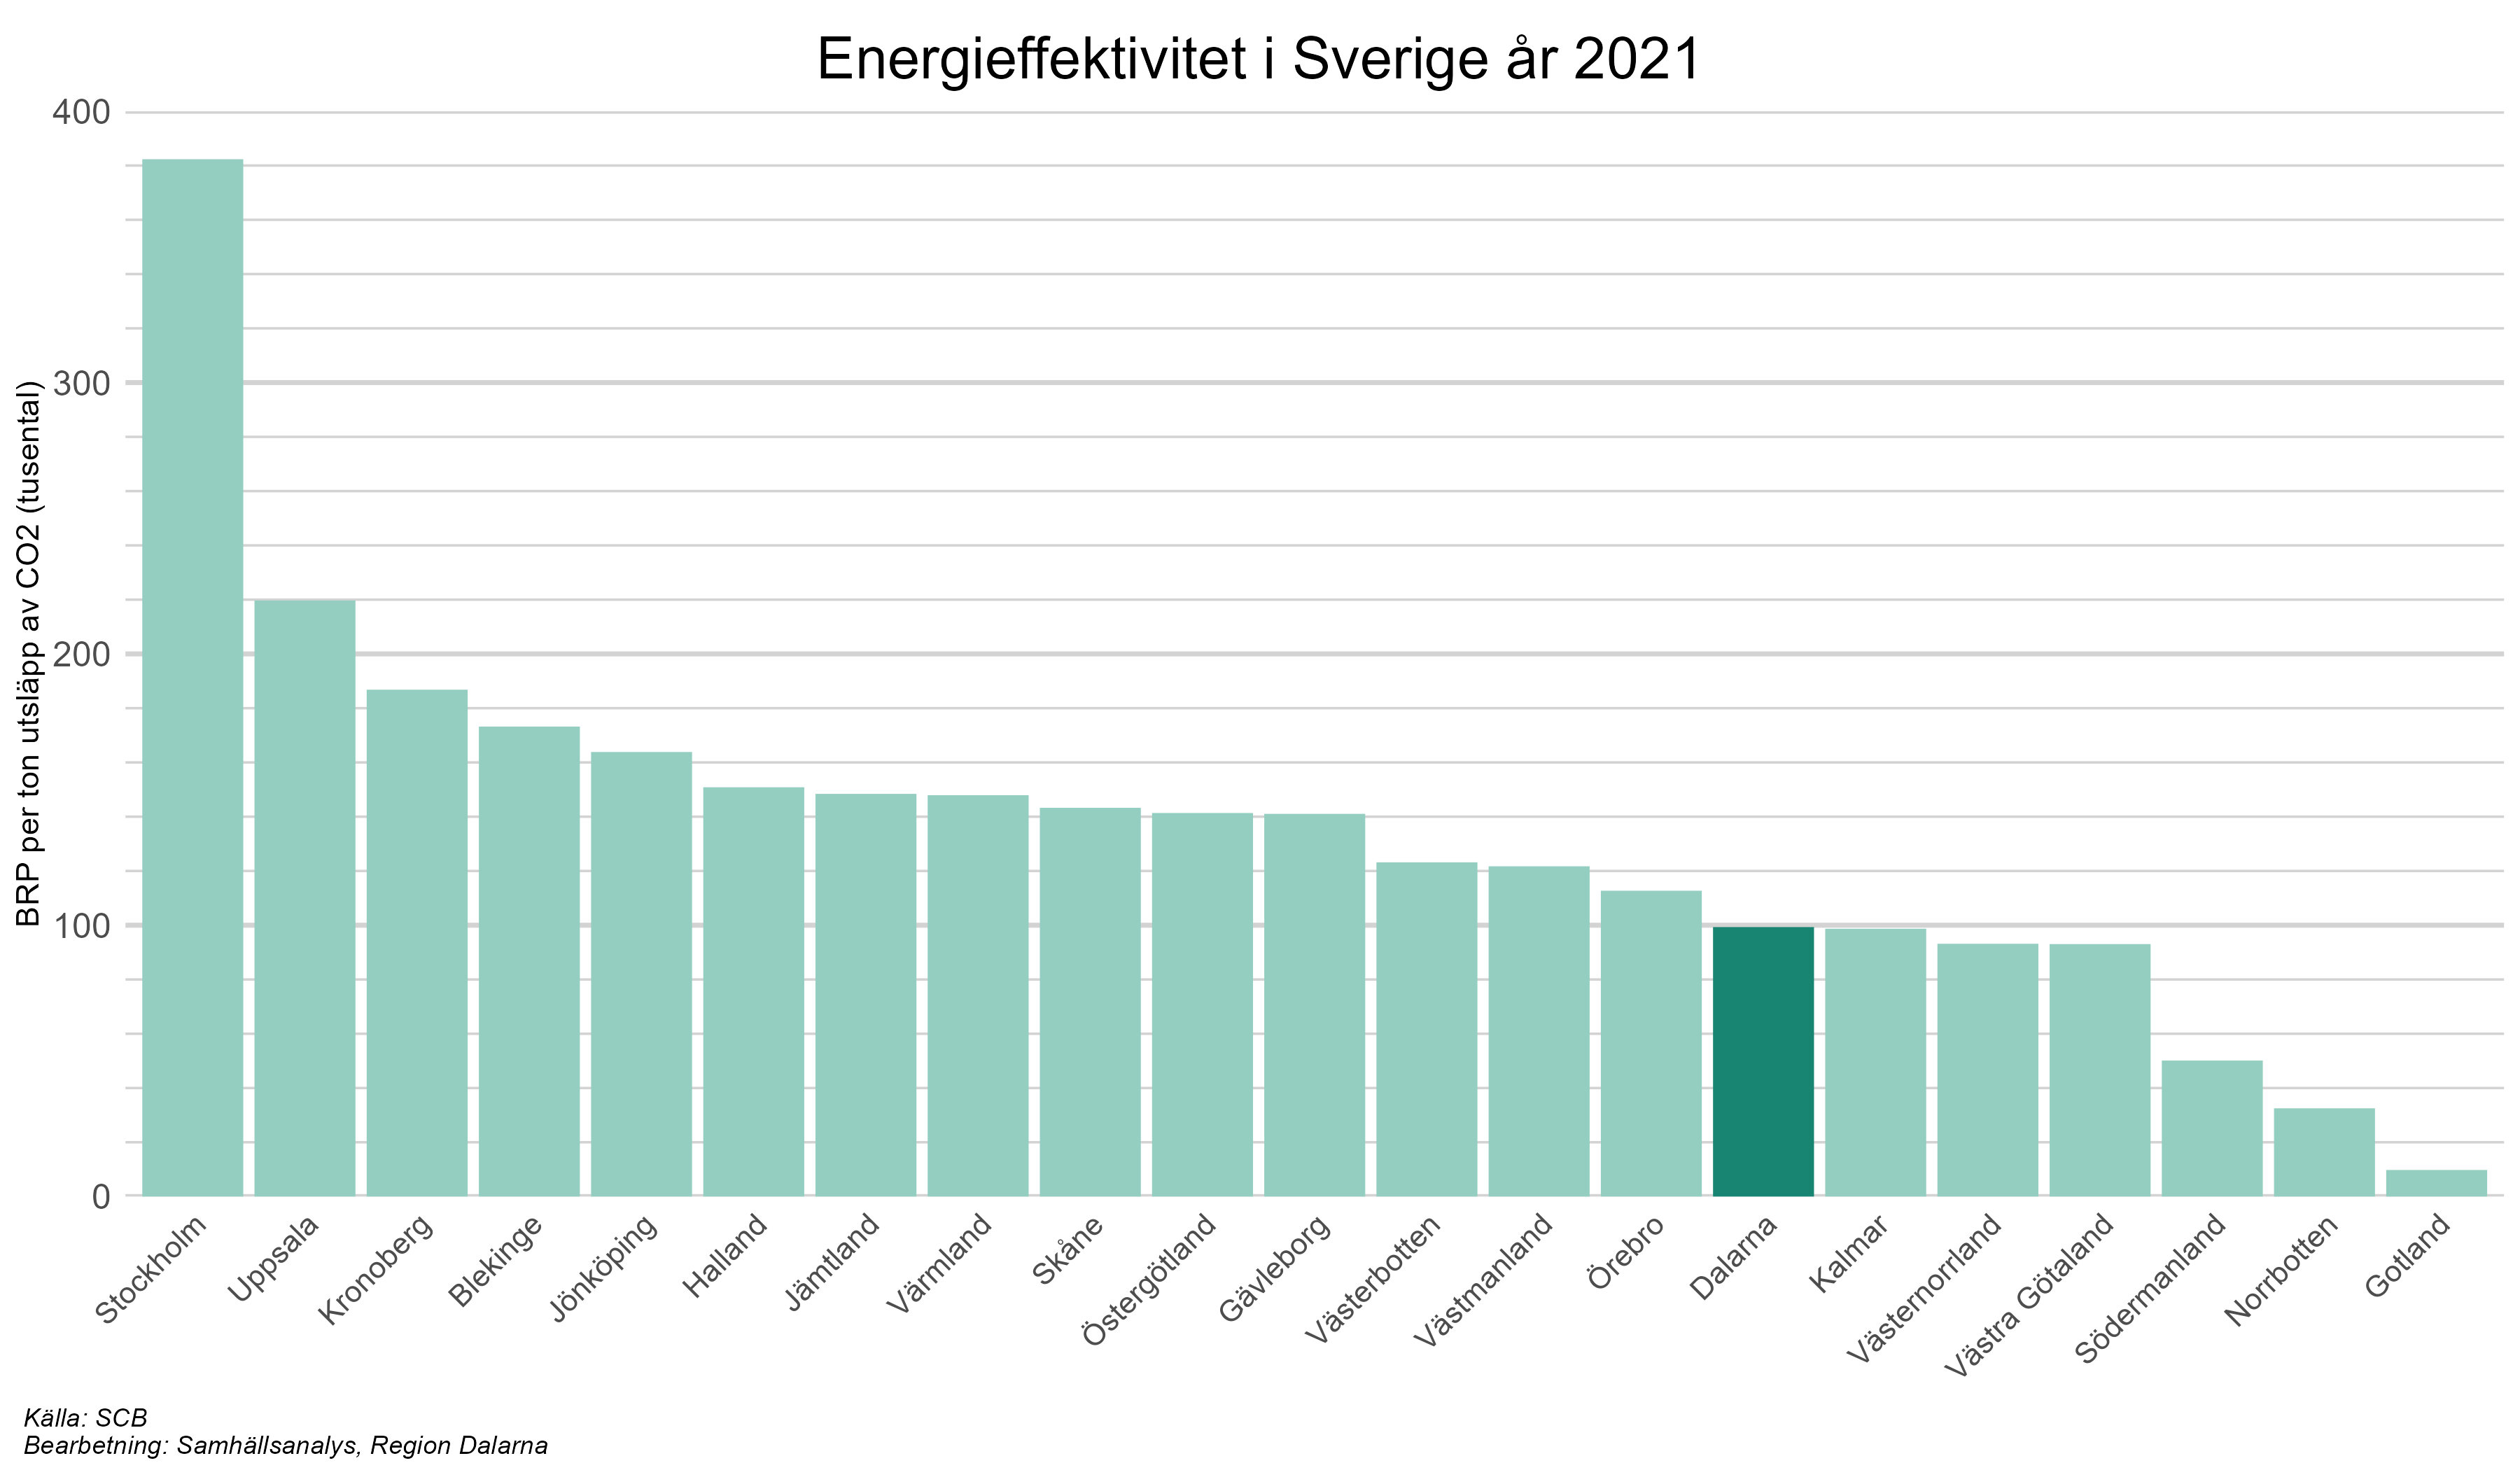 Energieffektivitet i Sverige år 2021
BRP per ton utsläpp av CO2 (tusental)
400
300
200
100
0
Stockholm
Uppsala
Kronoberg
Blekinge
Jönköping
Halland
Jämtland
Värmland
Skåne
Östergötland
Gävleborg
Västerbotten
Västmanland
Örebro
Dalarna
Kalmar
Västernorrland
Västra Götaland
Södermanland
Norrbotten
Gotland
Källa: SCB
Bearbetning: Samhällsanalys, Region Dalarna